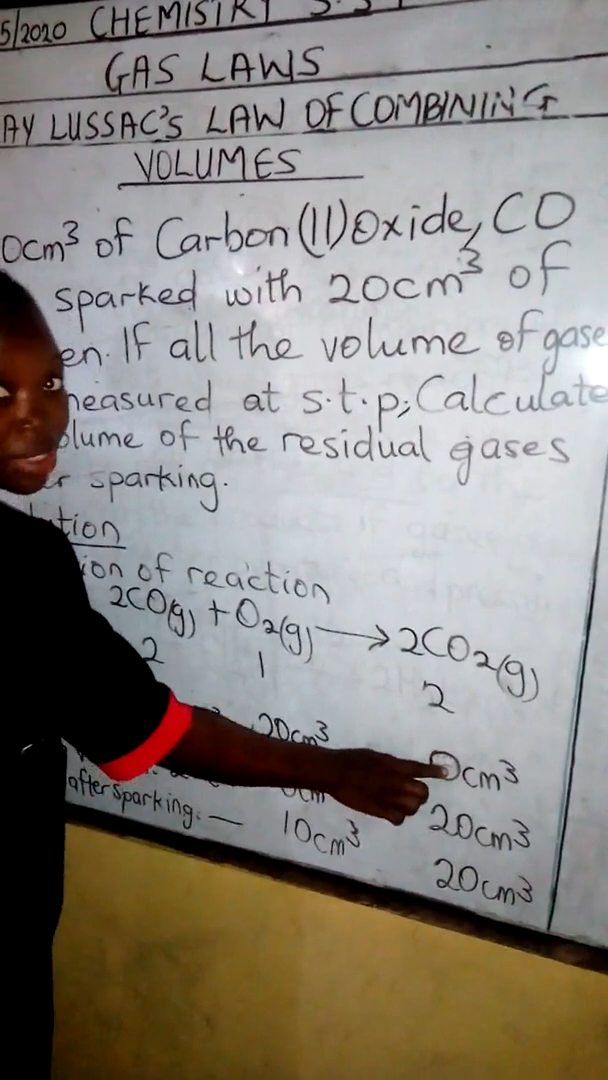 5/2020 CHEMISTRY S.S
GAS LAWS
AY LUSSAC'S LAW OF COMBINING
VOLUMES
0cm³ of Carbon(II)Oxide, CO
sparked with 20cm³ of
en. If all the volume of gase
measured at s.t.p; Calculate
olume of the residual gases
r sparking.
tion
ion of reaction
2CO(g) + O₂(g) → 2CO₂(g)
2 1 2
20cm³ 0cm³
20cm³
after sparking. — 10cm³ 20cm³